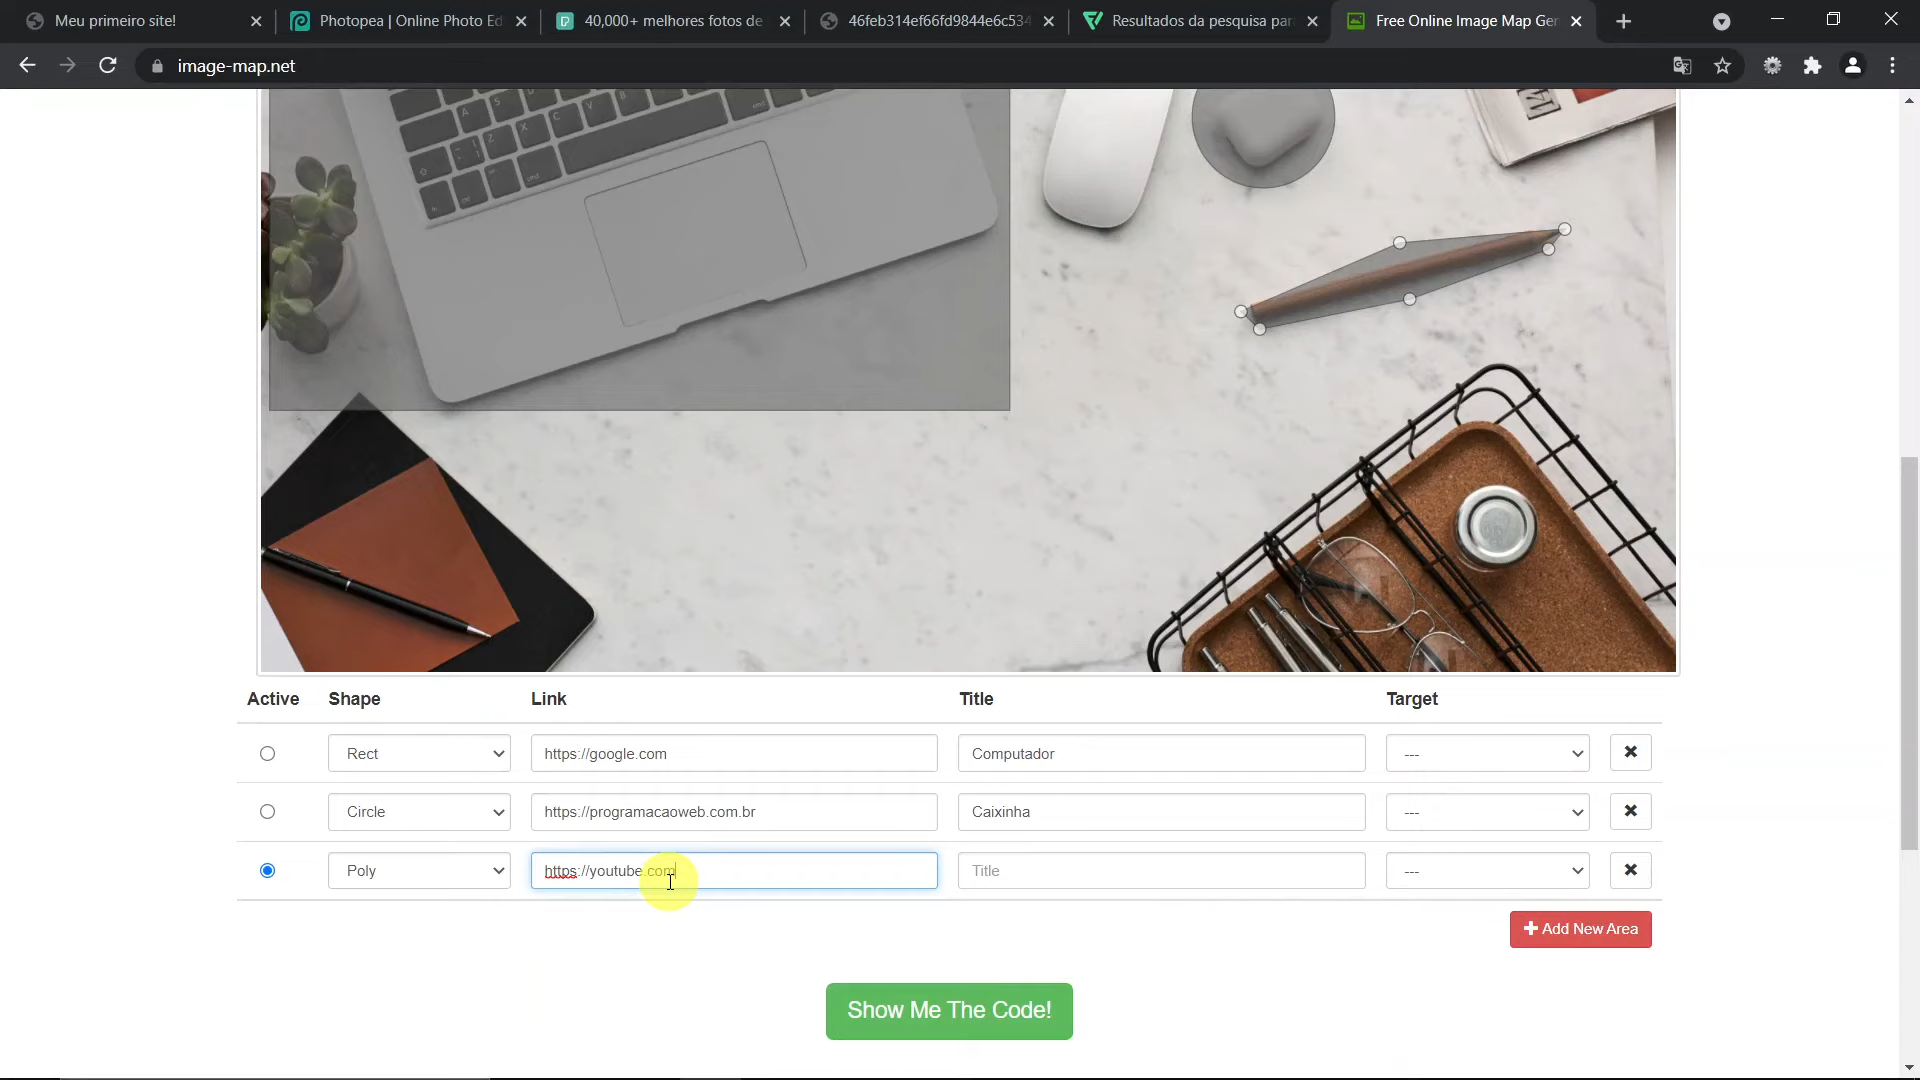 Meu primeiro site!
Photopea | Online Photo Ed
40,000+ melhores fotos de
46feb314ef66fd9844e6c534
Resultados da pesquisa par
Free Online Image Map Ger
image-map.net
Active Shape Link Title Target
Rect https://google.com Computador ---
Circle https://programacaoweb.com.br Caixinha ---
Poly https://youtube.com Title ---
Add New Area
Show Me The Code!